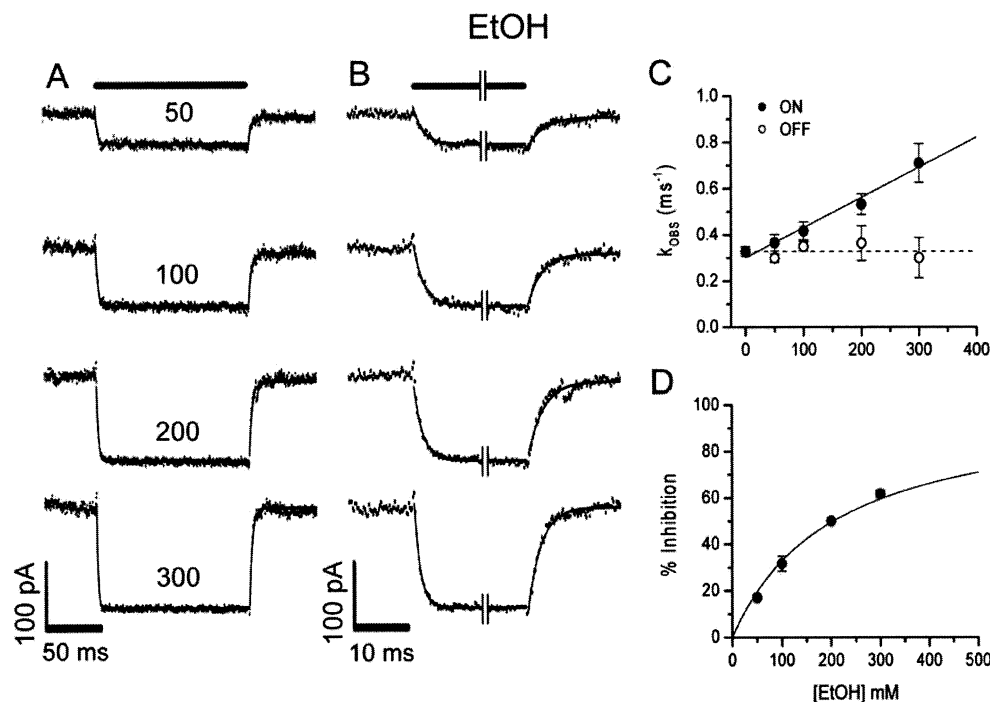 EtOH
A
50
100
200
300
100 pA
50 ms
B
100 pA
10 ms
C
ON
OFF
k_OBS (ms⁻¹)
1.0
0.8
0.6
0.4
0.2
0.0
0 100 200 300 400
D
% Inhibition
100
80
60
40
20
0
0 100 200 300 400 500
[EtOH] mM